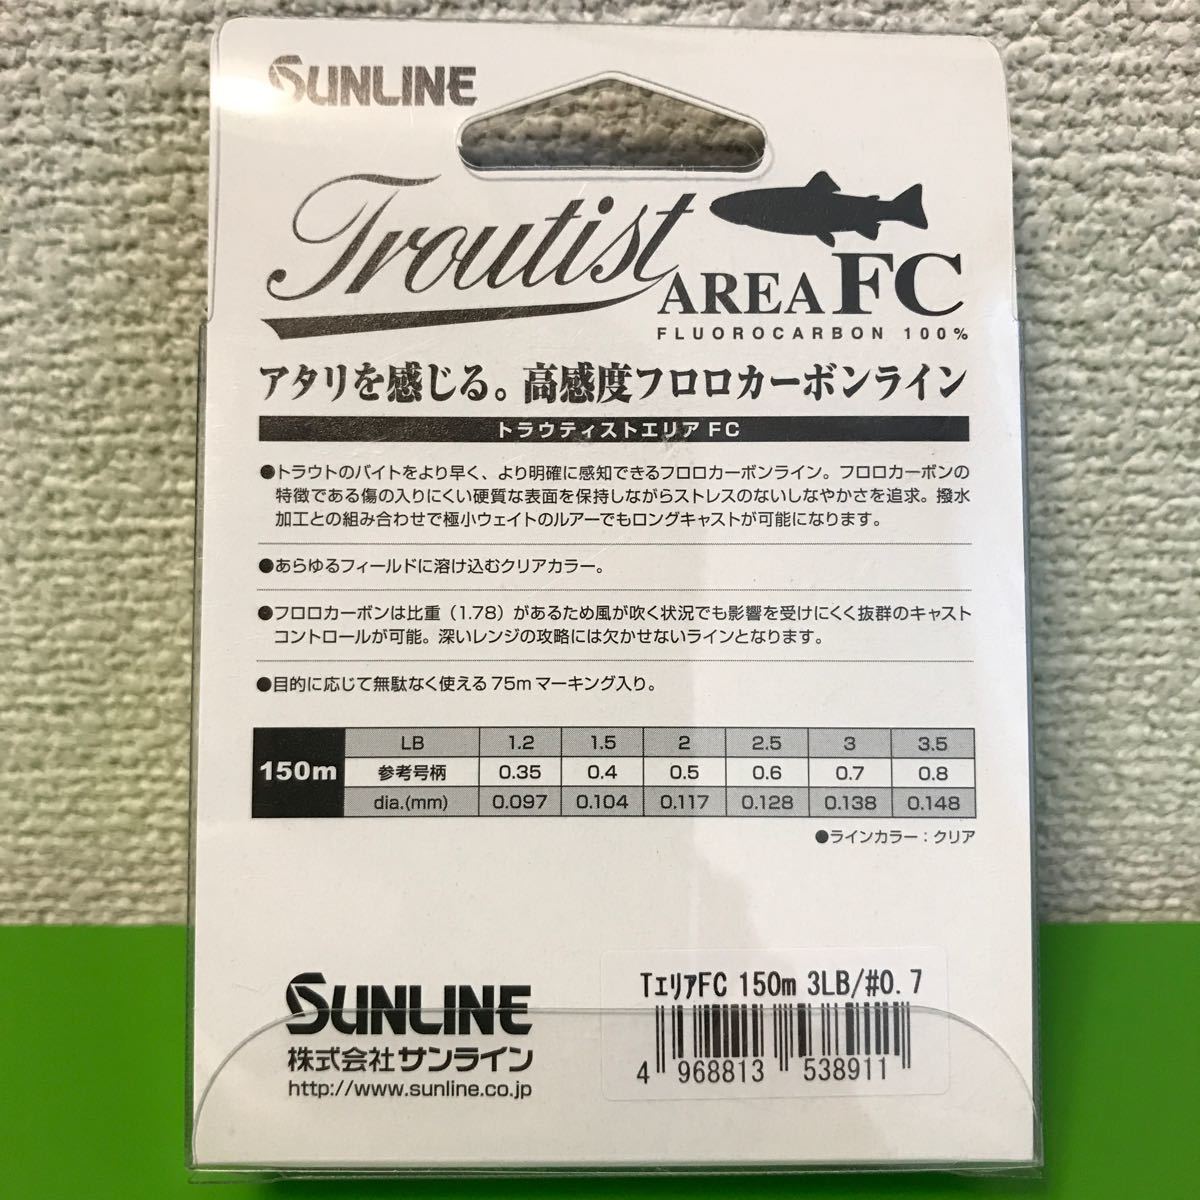 SUNLINE
Troutist
AREA FC
FLUOROCARBON 100%
アタリを感じる。高感度フロロカーボンライン
トラウティストエリア FC
●トラウトのバイトをより早く、より明確に感知できるフロロカーボンライン。フロロカーボンの
特徴である傷の入りにくい硬質な表面を保持しながらストレスのないしなやかさを追求。撥水
加工との組み合わせで極小ウェイトのルアーでもロングキャストが可能になります。
●あらゆるフィールドに溶け込むクリアカラー。
●フロロカーボンは比重（1.78）があるため風が吹く状況でも影響を受けにくく抜群のキャスト
コントロールが可能。深いレンジの攻略には欠かせないラインとなります。
●目的に応じて無駄なく使える75mマーキング入り。
150m
LB 1.2 1.5 2 2.5 3 3.5
参考号柄 0.35 0.4 0.5 0.6 0.7 0.8
dia.(mm) 0.097 0.104 0.117 0.128 0.138 0.148
●ラインカラー：クリア
SUNLINE
株式会社サンライン
http://www.sunline.co.jp
TエリアFC 150m 3LB/#0.7
4 968813 538911